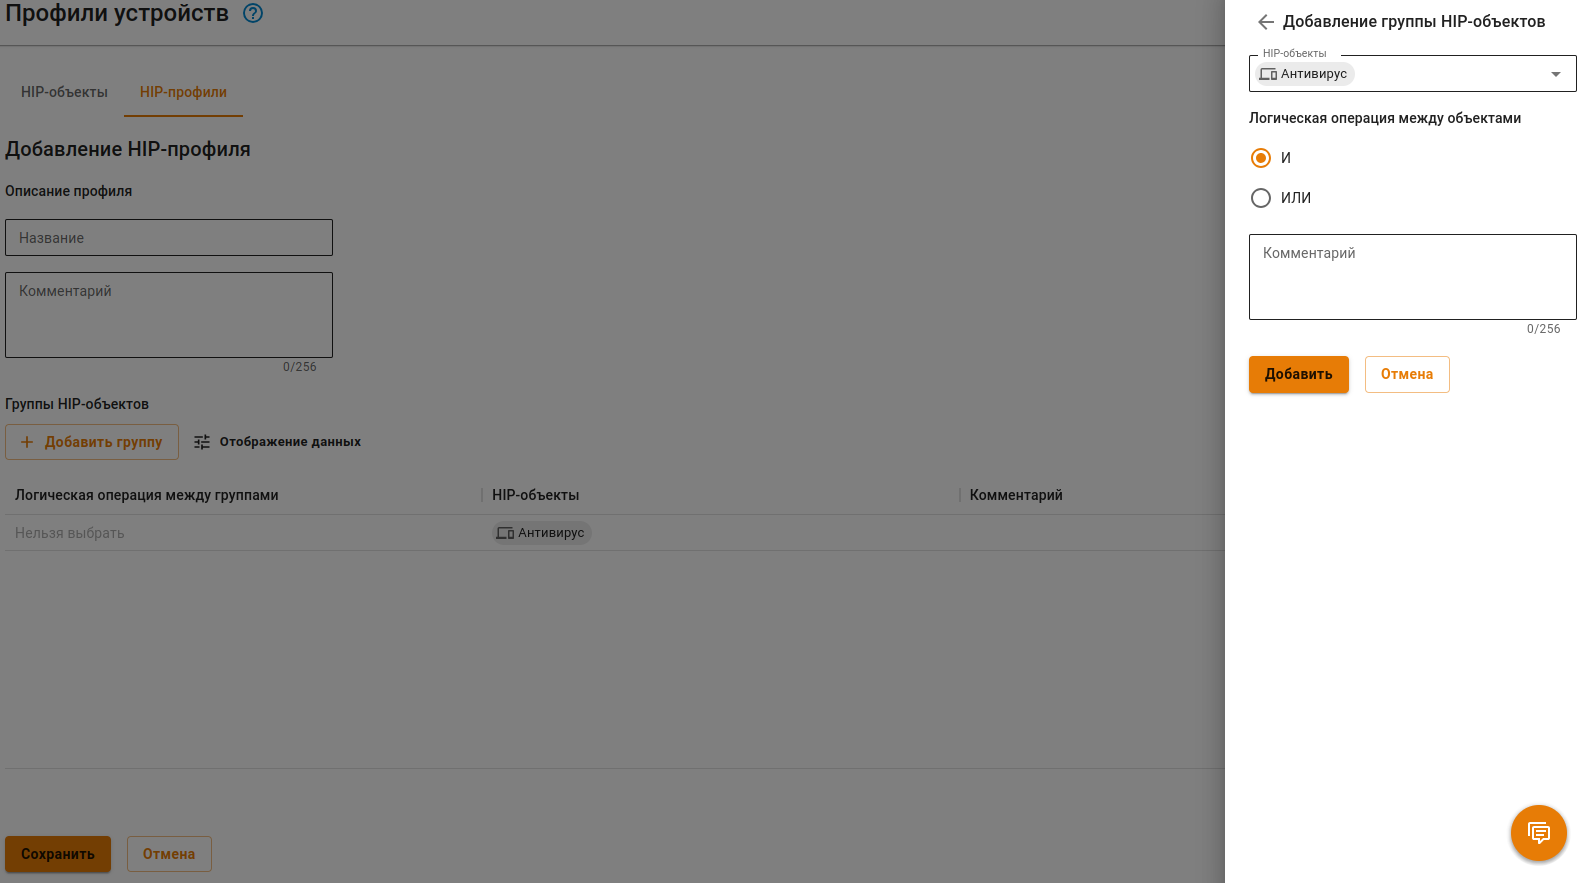 Профили устройств
HIP-объекты
HIP-профили
Добавление HIP-профиля
Описание профиля
Название
Комментарий
0/256
Группы HIP-объектов
Добавить группу
Отображение данных
Логическая операция между группами
HIP-объекты
Комментарий
Нельзя выбрать
Антивирус
Сохранить
Отмена
Добавление группы HIP-объектов
HIP-объекты
Антивирус
Логическая операция между объектами
И
ИЛИ
Комментарий
0/256
Добавить
Отмена